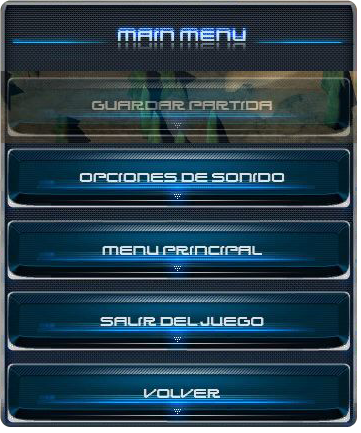 MAIN MENU
GUARDAR PARTIDA
OPCIONES DE SONIDO
MENU PRINCIPAL
SALIR DEL JUEGO
VOLVER